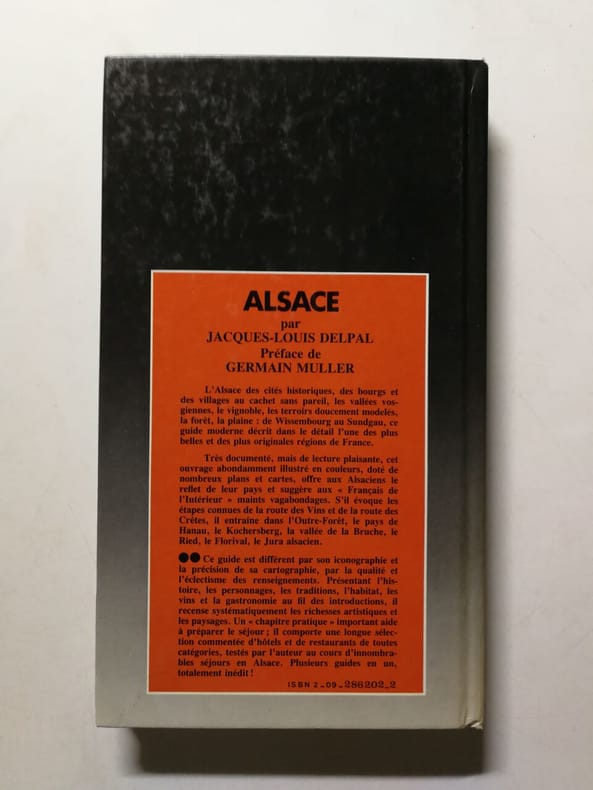 ALSACE
par
JACQUES-LOUIS DELPAL
Préface de
GERMAIN MULLER
L'Alsace des cités historiques, des bourgs et
des villages au cachet sans pareil, les vallées vos-
giennes, le vignoble, les terroirs doucement modelés,
la forêt, la plaine : de Wissembourg au Sundgau, ce
guide moderne décrit dans le détail l'une des plus
belles et des plus originales régions de France.
Très documenté, mais de lecture plaisante, cet
ouvrage abondamment illustré en couleurs, doté de
nombreux plans et cartes, offre aux Alsaciens le
reflet de leur pays et suggère aux « Français de
l'Intérieur » maints vagabondages. S'il évoque les
étapes connues de la route des Vins et de la route des
Crêtes, il entraîne dans l'Outre-Forêt, le pays de
Hanau, le Kochersberg, la vallée de la Bruche, le
Ried, le Florival, le Jura alsacien.
●● Ce guide est différent par son iconographie et
la précision de sa cartographie, par la qualité et
l'éclectisme des renseignements. Présentant l'his-
toire, les personnages, les traditions, l'habitat, les
vins et la gastronomie au fil des introductions, il
recense systématiquement les richesses artistiques et
les paysages. Un « chapitre pratique » important aide
à préparer le séjour ; il comporte une longue sélec-
tion commentée d'hôtels et de restaurants de toutes
catégories, testés par l'auteur au cours d'innombra-
bles séjours en Alsace. Plusieurs guides en un,
totalement inédit !
ISBN 2_09_286202_2